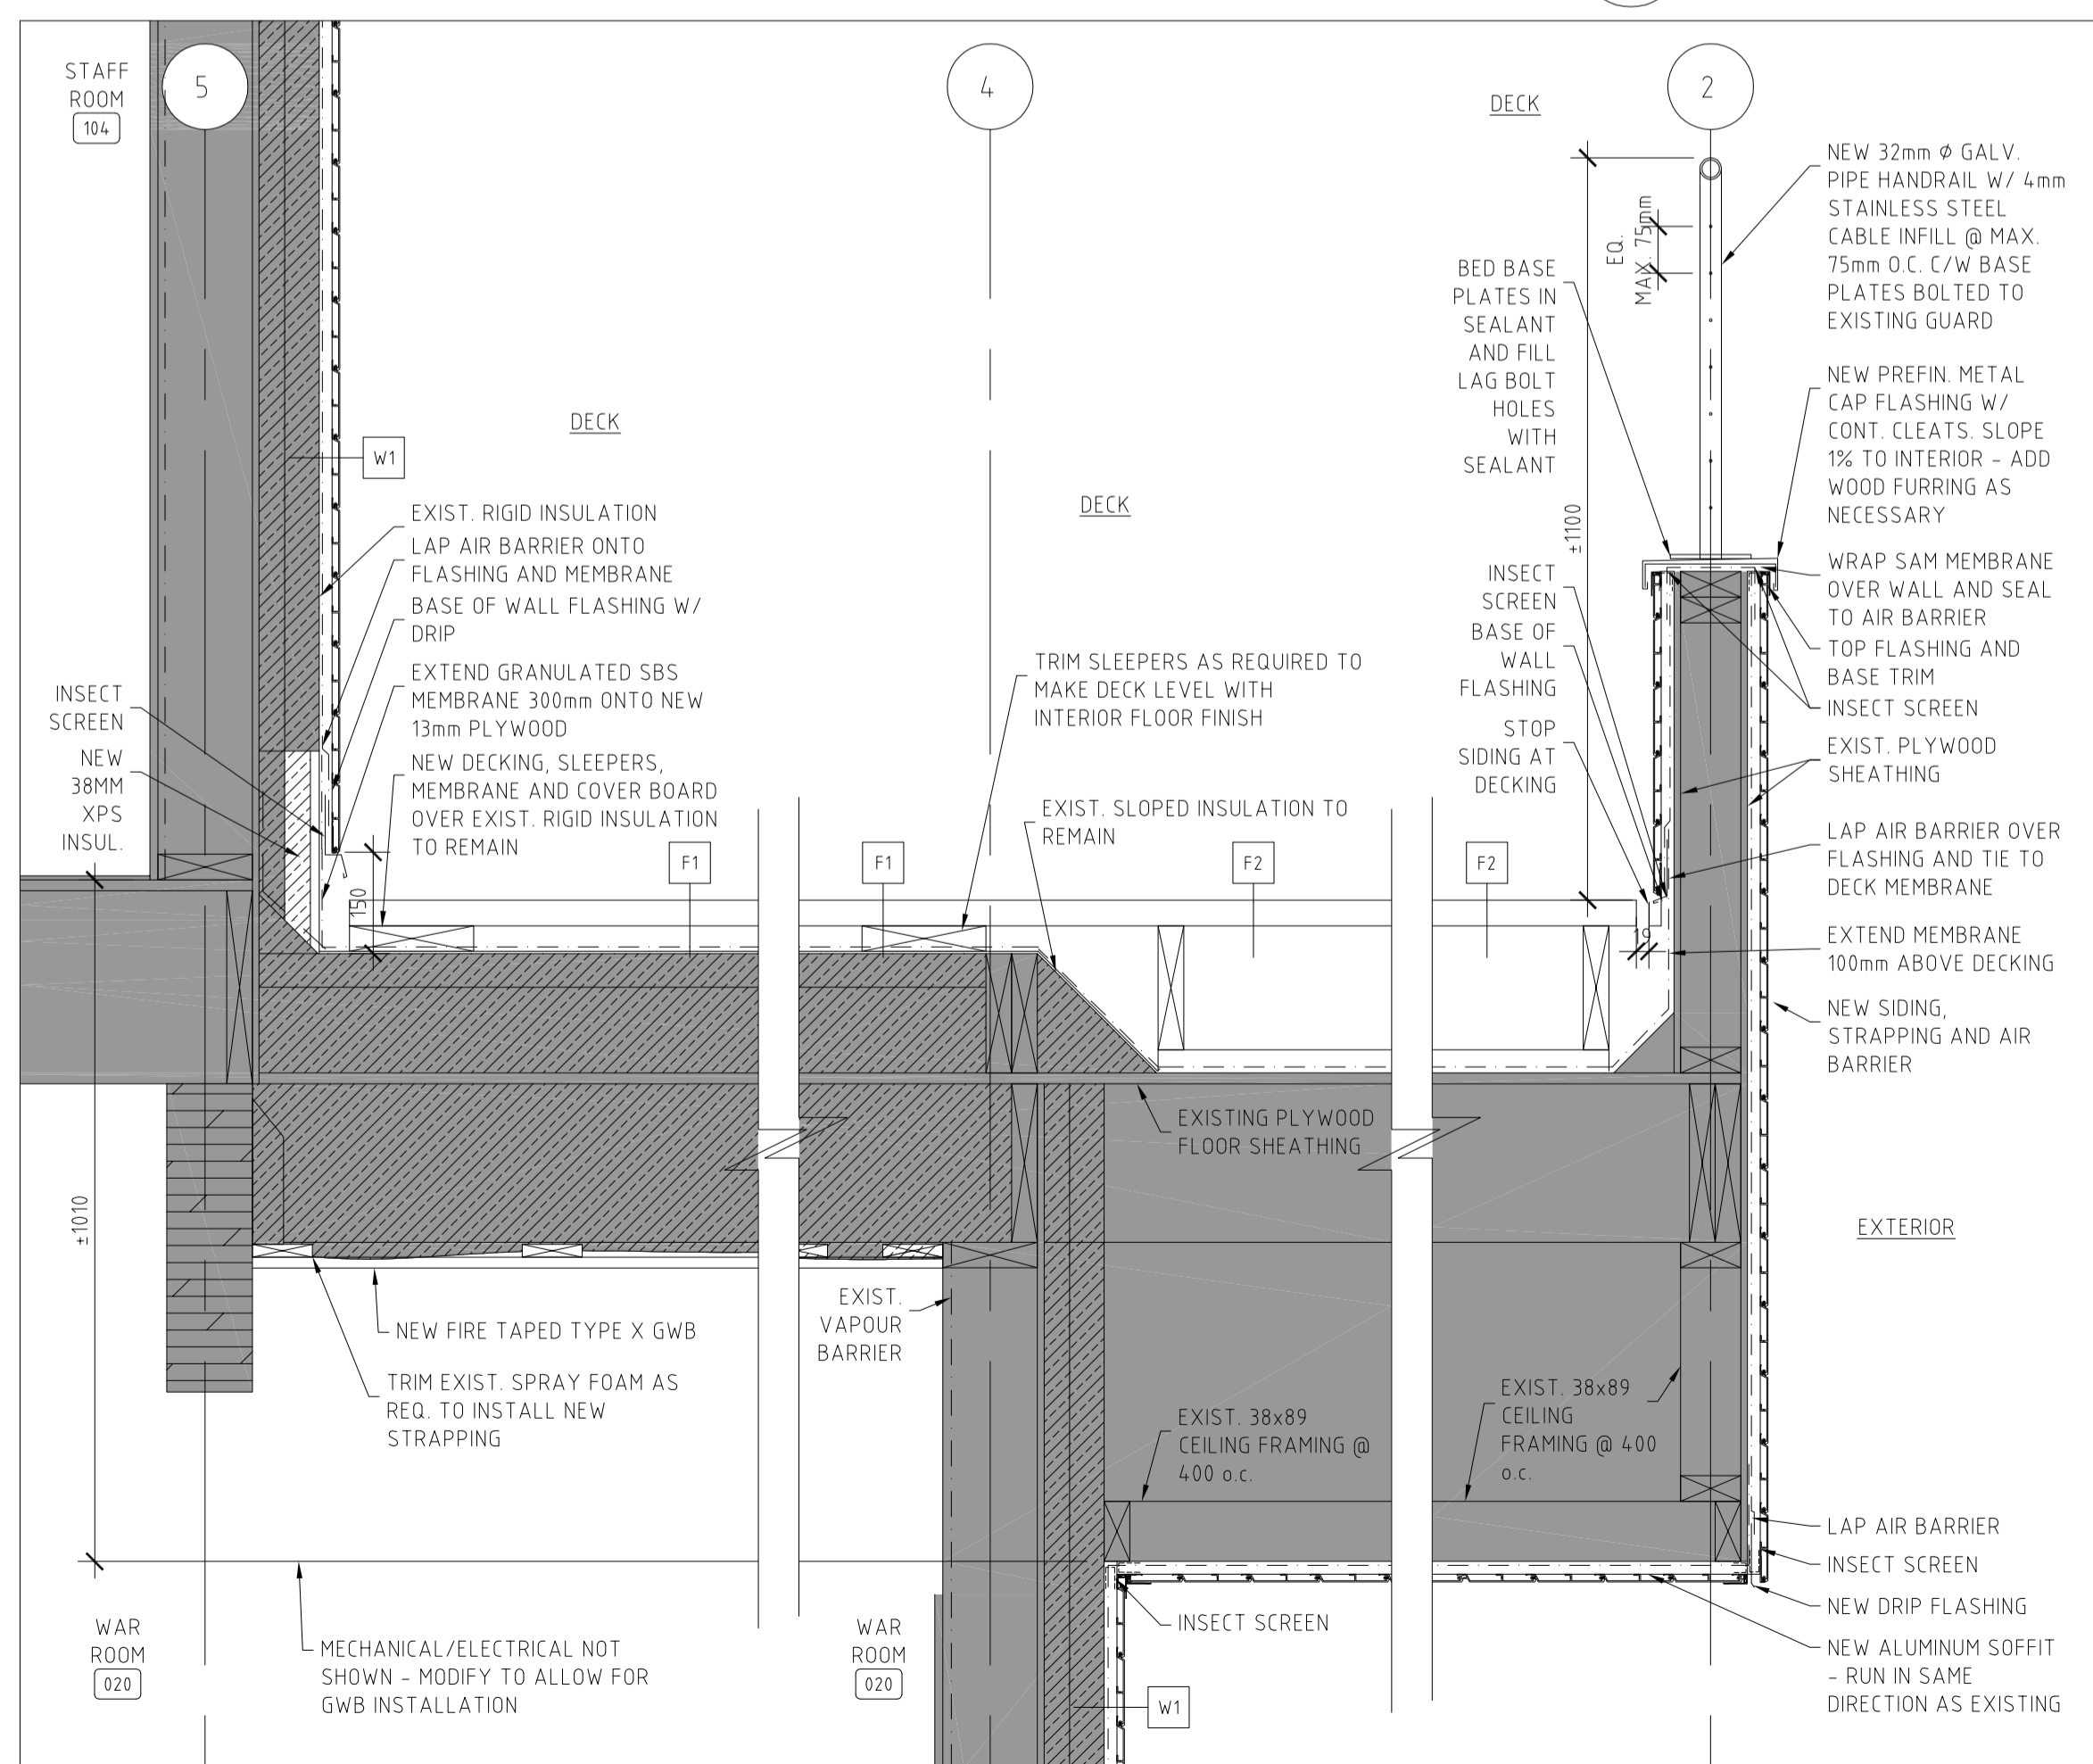 STAFF
ROOM
104
5
4
2
DECK
NEW 32mm Ø GALV.
PIPE HANDRAIL W/ 4mm
STAINLESS STEEL
CABLE INFILL @ MAX.
75mm O.C. C/W BASE
PLATES BOLTED TO
EXISTING GUARD
EQ.
MAX. 75mm
BED BASE
PLATES IN
SEALANT
AND FILL
LAG BOLT
HOLES
WITH
SEALANT
NEW PREFIN. METAL
CAP FLASHING W/
CONT. CLEATS. SLOPE
1% TO INTERIOR - ADD
WOOD FURRING AS
NECESSARY
DECK
W1
DECK
±1100
EXIST. RIGID INSULATION
LAP AIR BARRIER ONTO
FLASHING AND MEMBRANE
BASE OF WALL FLASHING W/
DRIP
EXTEND GRANULATED SBS
MEMBRANE 300mm ONTO NEW
13mm PLYWOOD
NEW DECKING, SLEEPERS,
MEMBRANE AND COVER BOARD
OVER EXIST. RIGID INSULATION
TO REMAIN
INSECT
SCREEN
NEW
38MM
XPS
INSUL.
TRIM SLEEPERS AS REQUIRED TO
MAKE DECK LEVEL WITH
INTERIOR FLOOR FINISH
EXIST. SLOPED INSULATION TO
REMAIN
INSECT
SCREEN
BASE OF
WALL
FLASHING
STOP
SIDING AT
DECKING
WRAP SAM MEMBRANE
OVER WALL AND SEAL
TO AIR BARRIER
TOP FLASHING AND
BASE TRIM
INSECT SCREEN
EXIST. PLYWOOD
SHEATHING
LAP AIR BARRIER OVER
FLASHING AND TIE TO
DECK MEMBRANE
EXTEND MEMBRANE
100mm ABOVE DECKING
NEW SIDING,
STRAPPING AND AIR
BARRIER
150
F1
F1
F2
F2
19
EXISTING PLYWOOD
FLOOR SHEATHING
±1010
EXTERIOR
NEW FIRE TAPED TYPE X GWB
TRIM EXIST. SPRAY FOAM AS
REQ. TO INSTALL NEW
STRAPPING
EXIST.
VAPOUR
BARRIER
EXIST. 38x89
CEILING FRAMING @
400 o.c.
EXIST. 38x89
CEILING
FRAMING @ 400
o.c.
LAP AIR BARRIER
INSECT SCREEN
NEW DRIP FLASHING
NEW ALUMINUM SOFFIT
- RUN IN SAME
DIRECTION AS EXISTING
WAR
ROOM
020
MECHANICAL/ELECTRICAL NOT
SHOWN - MODIFY TO ALLOW FOR
GWB INSTALLATION
WAR
ROOM
020
INSECT SCREEN
W1